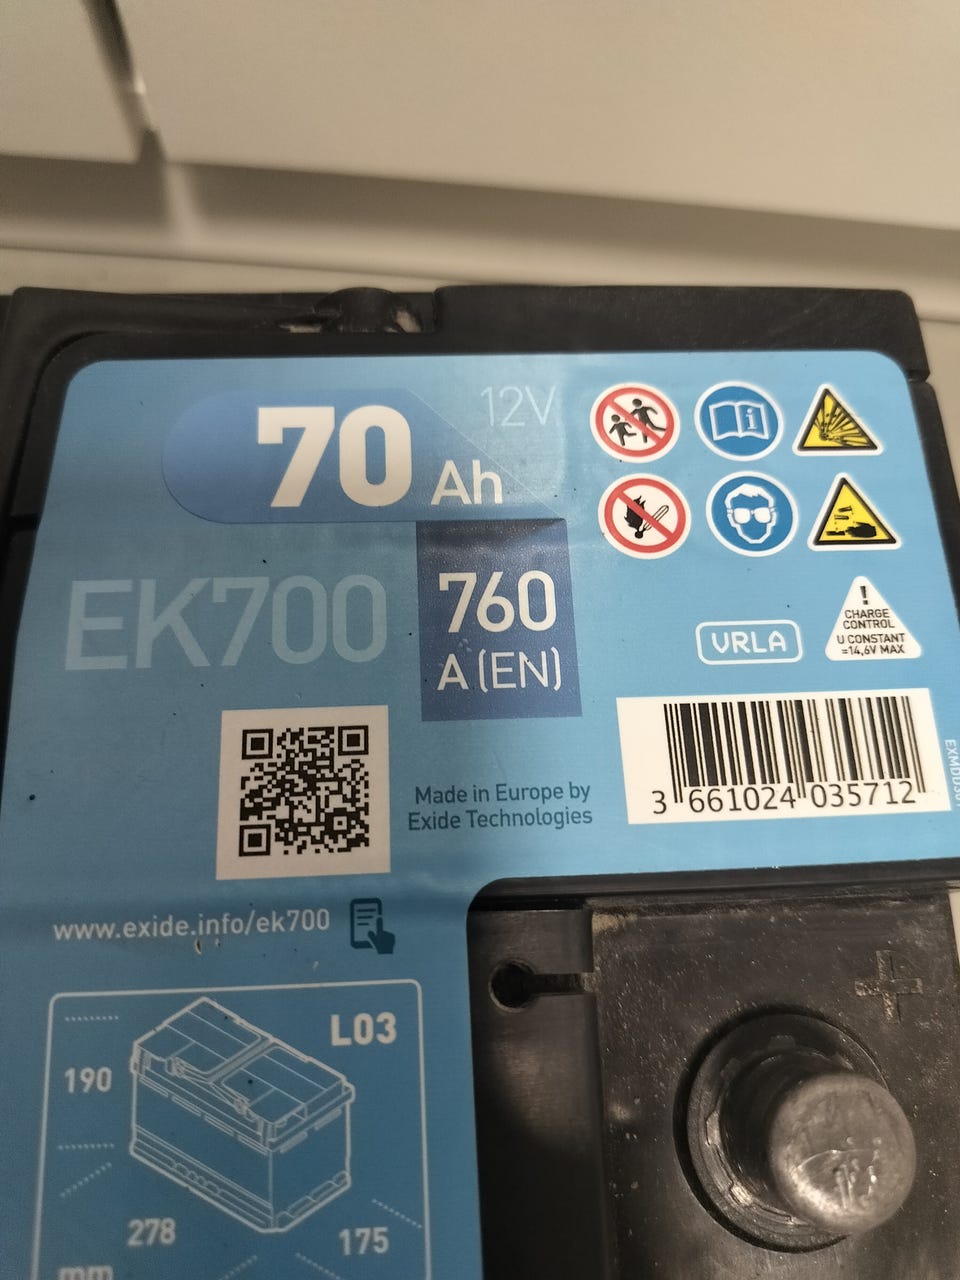 70 Ah
12V
EK700
760
A (EN)
VRLA
!
CHARGE
CONTROL
U CONSTANT
=14,6V MAX
3 661024 035712
Made in Europe by
Exide Technologies
www.exide.info/ek700
L03
190
278
175
mm
+